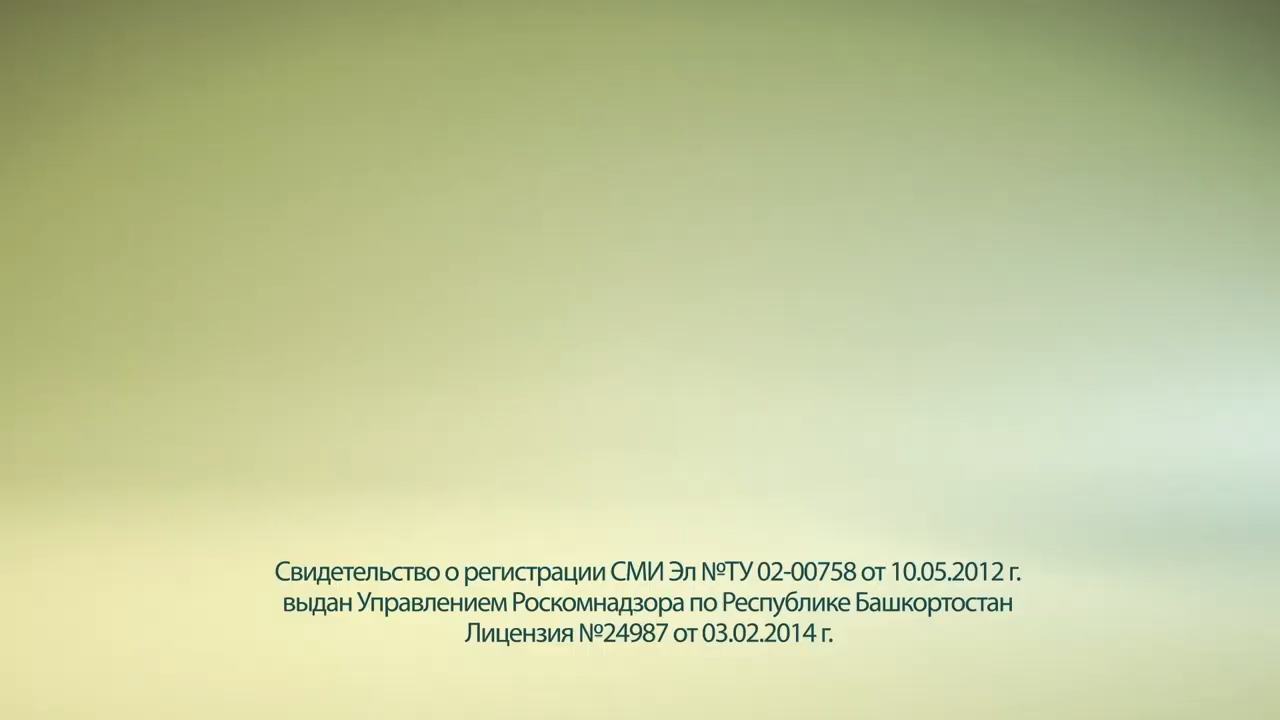 Свидетельство о регистрации СМИ Эл №ТУ 02-00758 от 10.05.2012 г.
выдан Управлением Роскомнадзора по Республике Башкортостан
Лицензия №24987 от 03.02.2014 г.